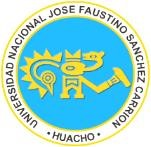 UNIVERSIDAD NACIONAL JOSE FAUSTINO SANCHEZ CARRION
• HUACHO •